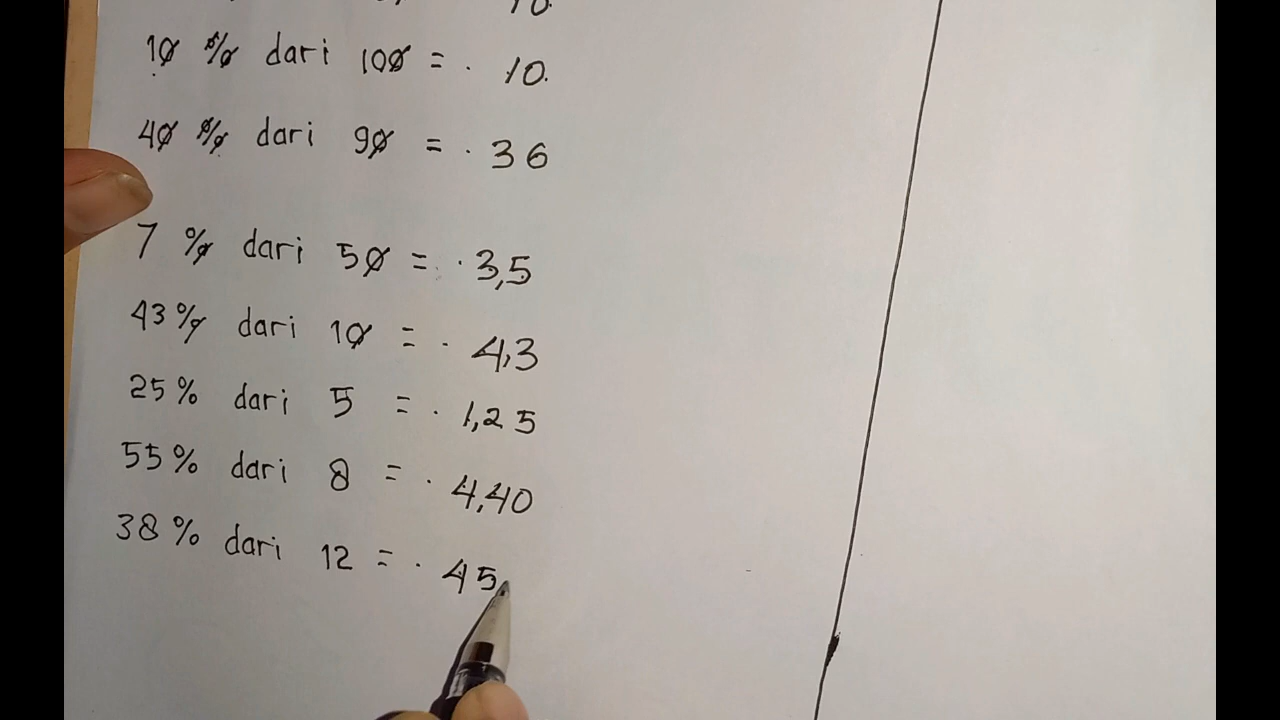 10 % dari 100 = . 10.
40 % dari 90 = . 36
7 % dari 50 = . 3,5
43% dari 10 = . 4,3
25% dari 5 = . 1,25
55% dari 8 = . 4,40
38% dari 12 = . 45